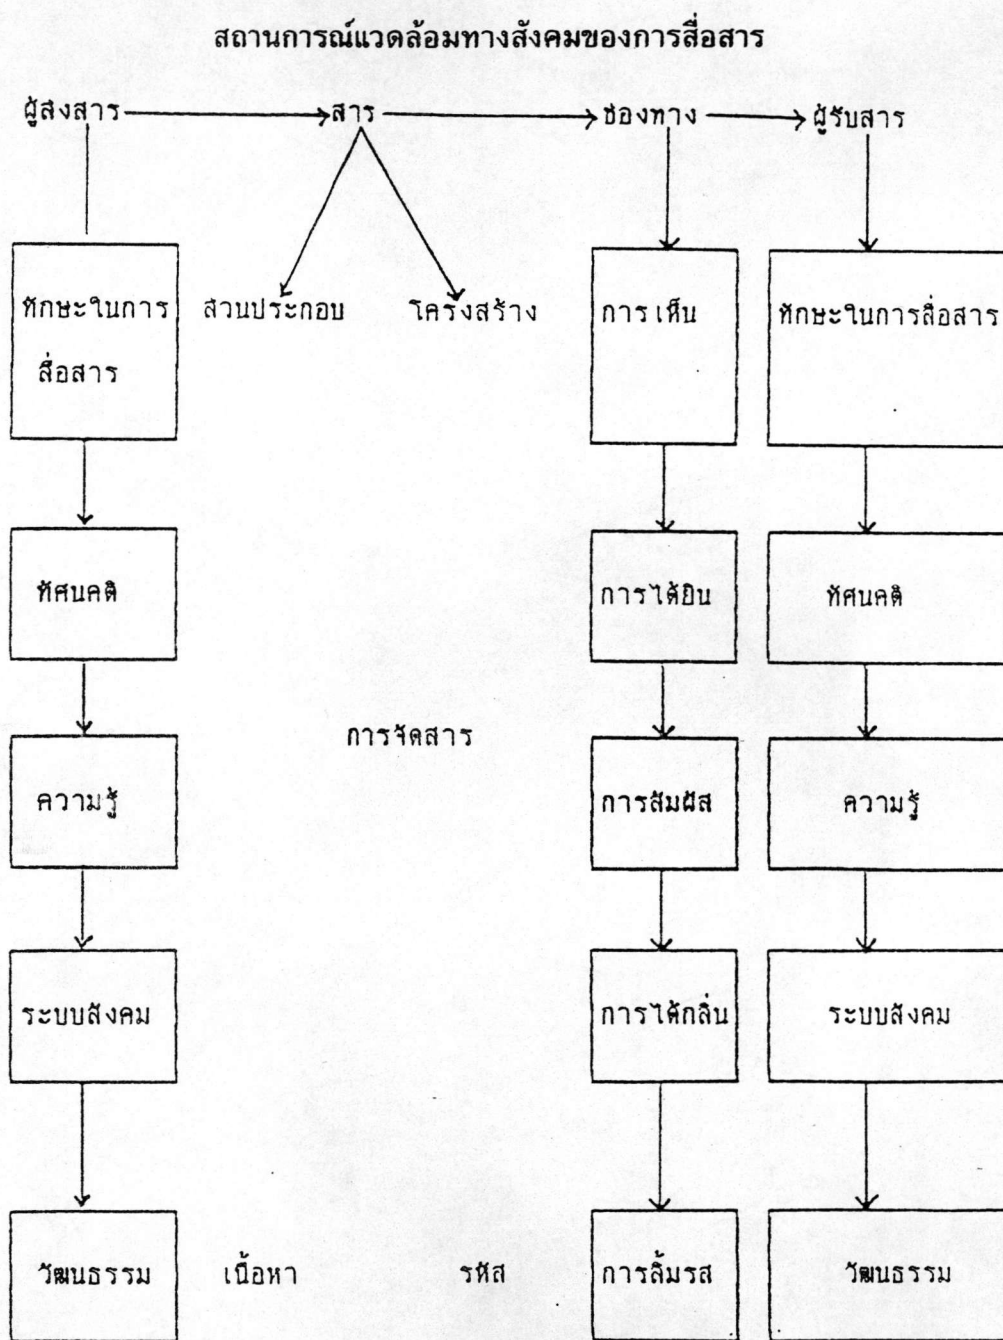 สถานการณ์แวดล้อมทางสังคมของการสื่อสาร
ผู้ส่งสาร สาร ช่องทาง ผู้รับสาร
ทักษะในการ ส่วนประกอบ โครงสร้าง การเห็น ทักษะในการสื่อสาร
สื่อสาร
ทัศนคติ การได้ยิน ทัศนคติ
การจัดสาร
ความรู้ การสัมผัส ความรู้
ระบบสังคม การได้กลิ่น ระบบสังคม
วัฒนธรรม เนื้อหา รหัส การลิ้มรส วัฒนธรรม